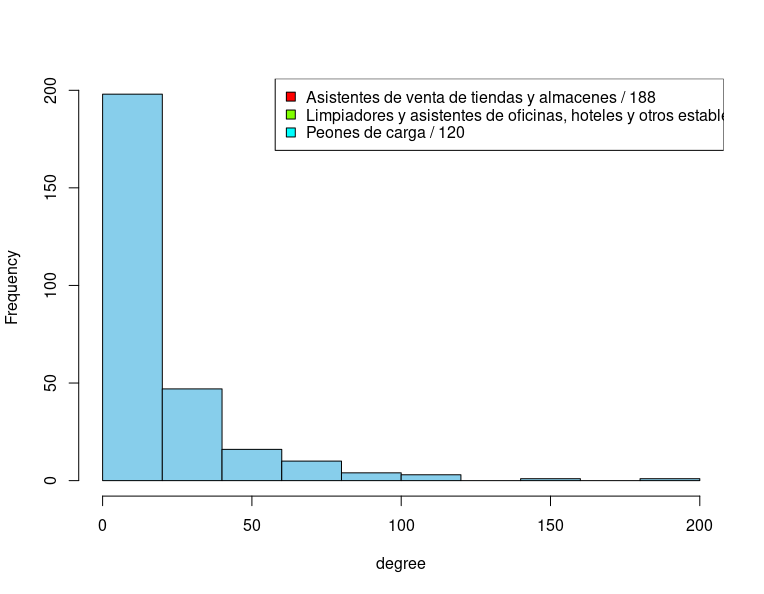 Asistentes de venta de tiendas y almacenes / 188
Limpiadores y asistentes de oficinas, hoteles y otros
Peones de carga / 120
200
150
100
50
0
Frequency
0 50 100 150 200
degree